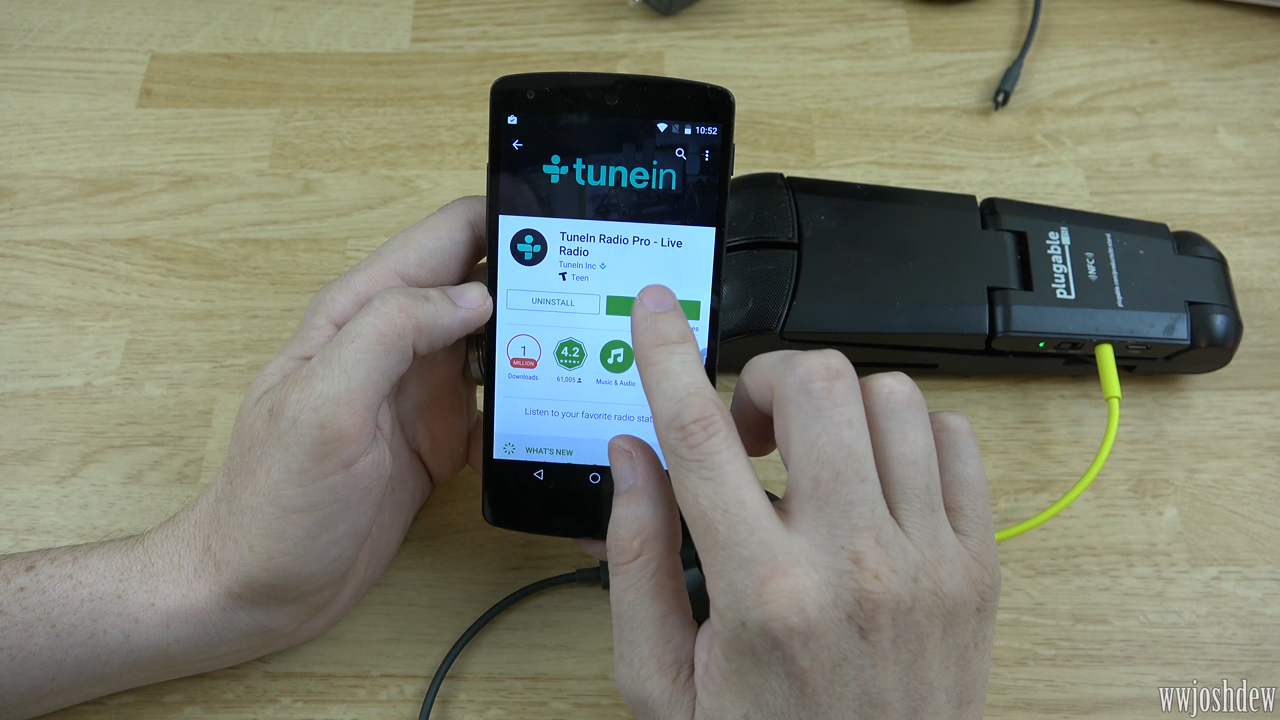 10:52
tunein
TuneIn Radio Pro - Live
Radio
TuneIn Inc
Teen
UNINSTALL
1
MILLION
Downloads
4.2
61,005
Music & Audio
Listen to your favorite radio stat
WHAT'S NEW
plugable
(NFC)
wwjoshdew